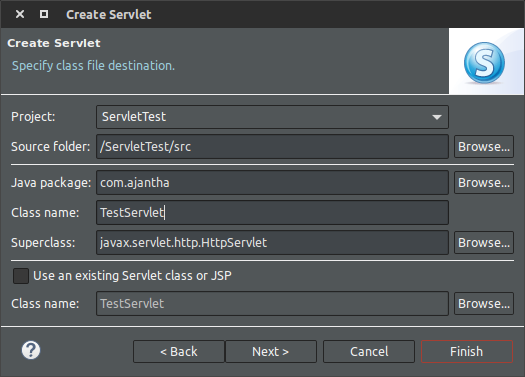 Create Servlet
Create Servlet
Specify class file destination.
S
Project: ServletTest
Source folder: /ServletTest/src Browse...
Java package: com.ajantha Browse...
Class name: TestServlet
Superclass: javax.servlet.http.HttpServlet Browse...
Use an existing Servlet class or JSP
Class name: TestServlet Browse...
? < Back Next > Cancel Finish